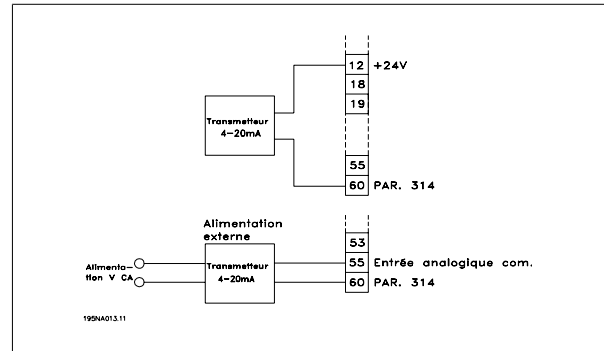 12 +24V
18
19
Transmetteur
4-20mA
55
60 PAR. 314
Alimentation
externe
53
Alimenta-
tion V CA
Transmetteur
4-20mA
55 Entrée analogique com.
60 PAR. 314
195NA013.11